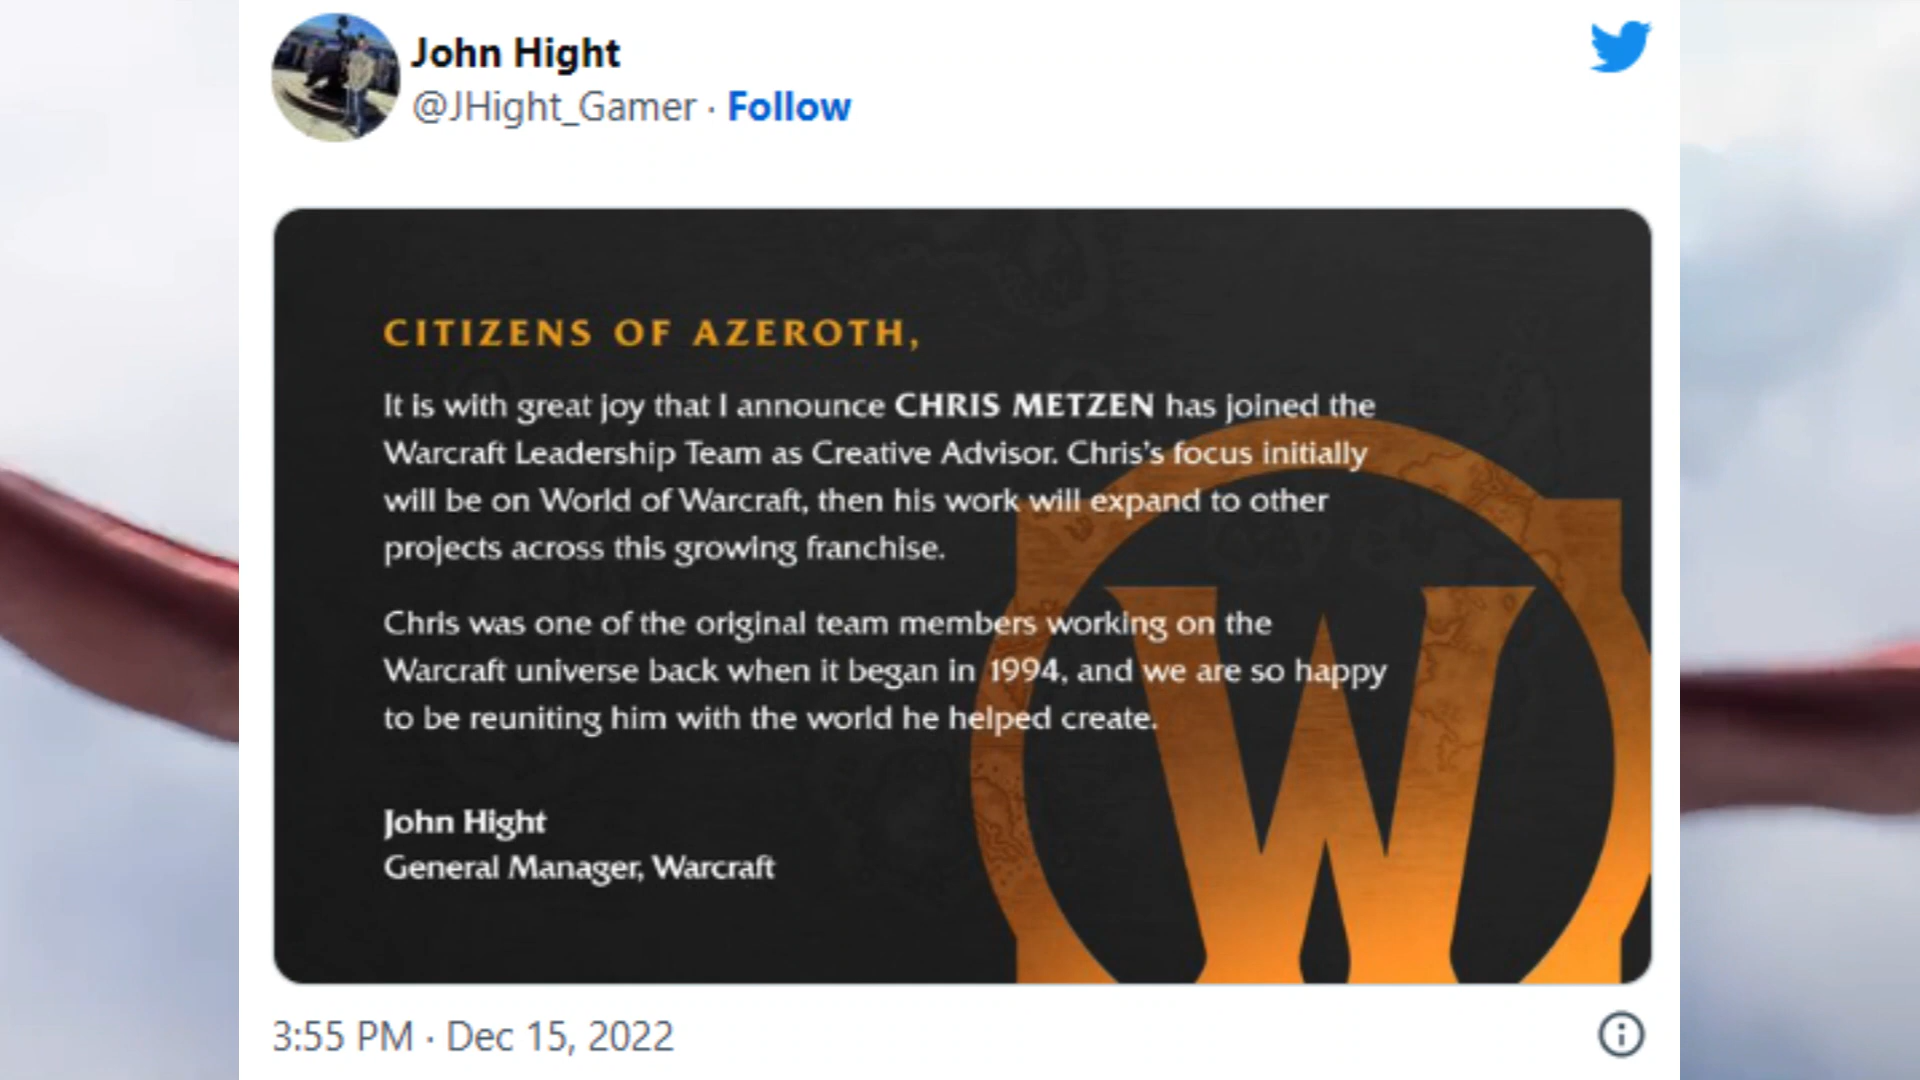 John Hight
@JHight_Gamer · Follow
CITIZENS OF AZEROTH,
It is with great joy that I announce CHRIS METZEN has joined the
Warcraft Leadership Team as Creative Advisor. Chris's focus initially
will be on World of Warcraft, then his work will expand to other
projects across this growing franchise.
Chris was one of the original team members working on the
Warcraft universe back when it began in 1994, and we are so happy
to be reuniting him with the world he helped create.
John Hight
General Manager, Warcraft
W
3:55 PM · Dec 15, 2022